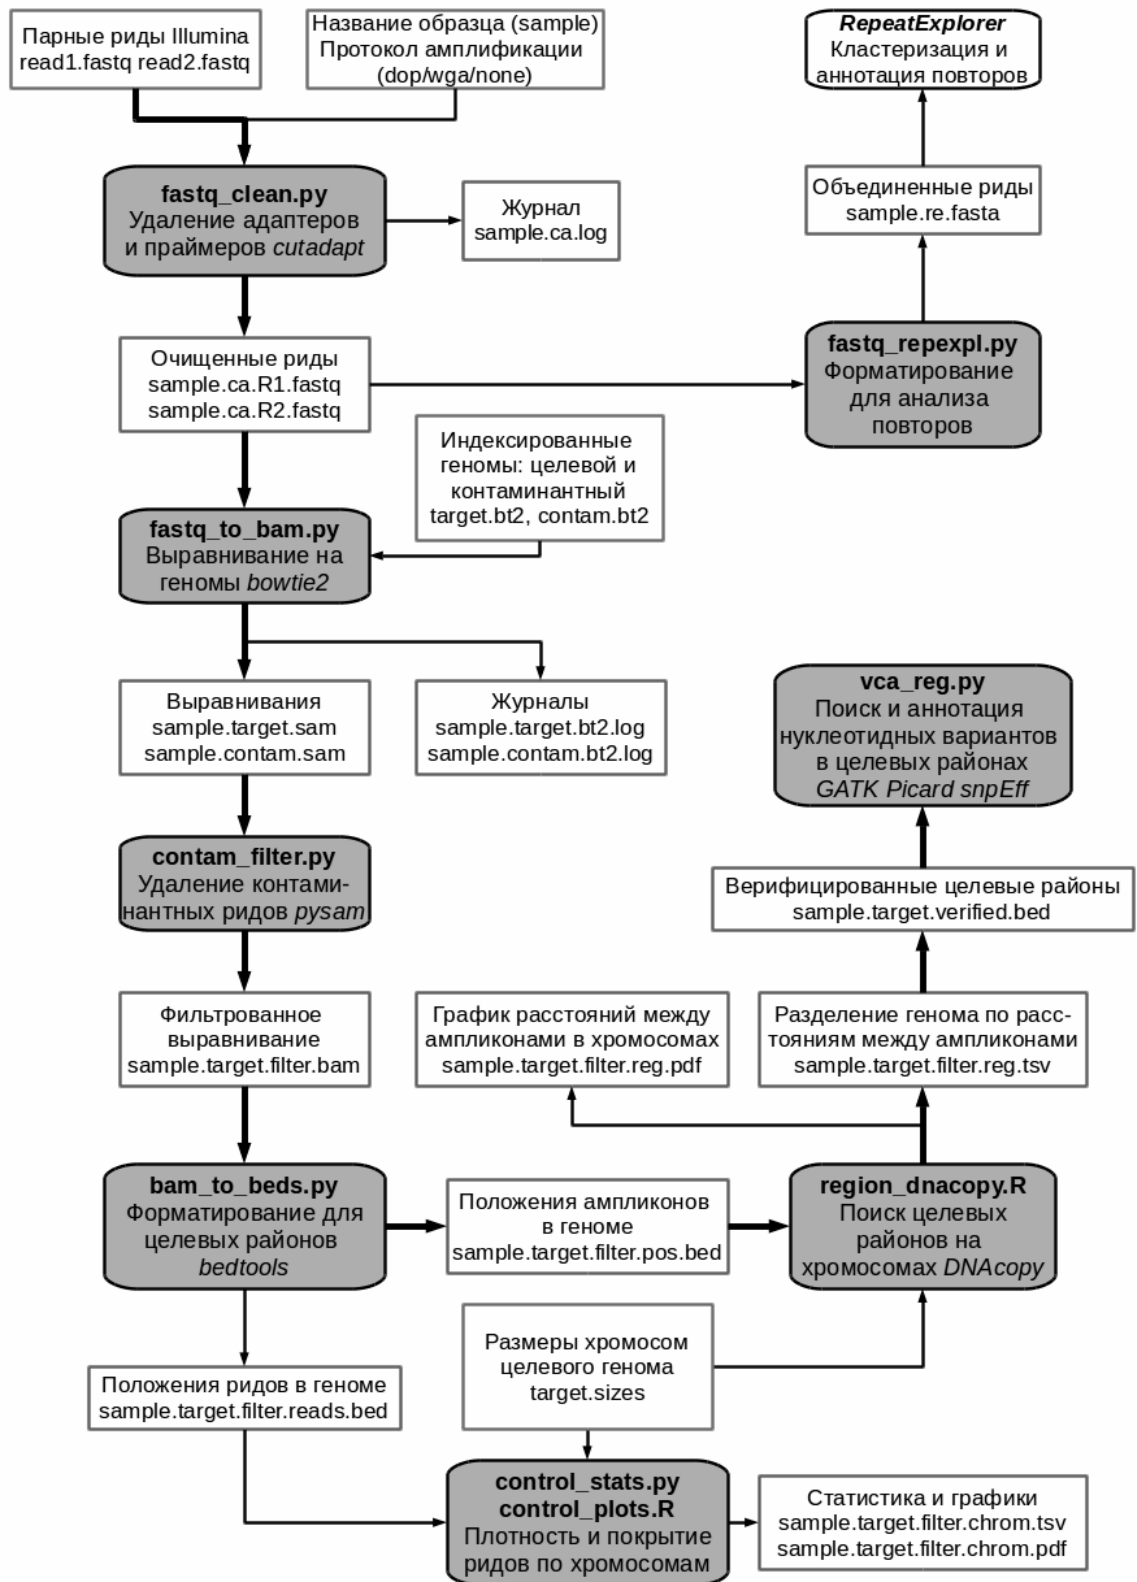 Парные риды Illumina
read1.fastq read2.fastq
Название образца (sample)
Протокол амплификации
(dop/wga/none)
RepeatExplorer
Кластеризация и
аннотация повторов
fastq_clean.py
Удаление адаптеров
и праймеров cutadapt
Журнал
sample.ca.log
Объединенные риды
sample.re.fasta
Очищенные риды
sample.ca.R1.fastq
sample.ca.R2.fastq
fastq_repexpl.py
Форматирование
для анализа
повторов
Индексированные
геномы: целевой и
контаминантный
target.bt2, contam.bt2
fastq_to_bam.py
Выравнивание на
геномы bowtie2
Выравнивания
sample.target.sam
sample.contam.sam
Журналы
sample.target.bt2.log
sample.contam.bt2.log
vca_reg.py
Поиск и аннотация
нуклеотидных вариантов
в целевых районах
GATK Picard snpEff
contam_filter.py
Удаление контами-
нантных ридов pysam
Верифицированные целевые районы
sample.target.verified.bed
Фильтрованное
выравнивание
sample.target.filter.bam
График расстояний между
ампликонами в хромосомах
sample.target.filter.reg.pdf
Разделение генома по расс-
тояниям между ампликонами
sample.target.filter.reg.tsv
bam_to_beds.py
Форматирование для
целевых районов
bedtools
Положения ампликонов
в геноме
sample.target.filter.pos.bed
region_dnacopy.R
Поиск целевых
районов на
хромосомах DNAcopy
Размеры хромосом
целевого генома
target.sizes
Положения ридов в геноме
sample.target.filter.reads.bed
control_stats.py
control_plots.R
Плотность и покрытие
ридов по хромосомам
Статистика и графики
sample.target.filter.chrom.tsv
sample.target.filter.chrom.pdf